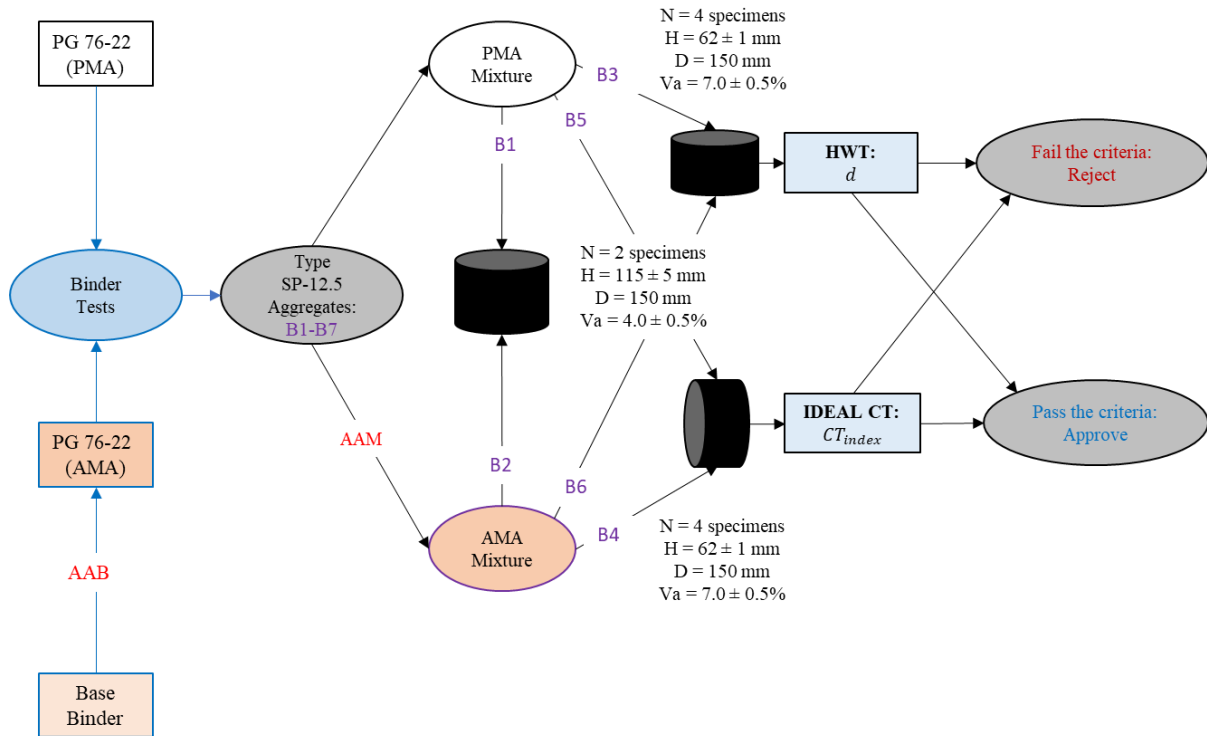 PG 76-22
(PMA)
Binder
Tests
PG 76-22
(AMA)
AAB
Base
Binder
Type
SP-12.5
Aggregates:
B1-B7
AAM
PMA
Mixture
B3
B5
B1
B2
B6
B4
AMA
Mixture
N = 4 specimens
H = 62 ± 1 mm
D = 150 mm
Va = 7.0 ± 0.5%
N = 2 specimens
H = 115 ± 5 mm
D = 150 mm
Va = 4.0 ± 0.5%
N = 4 specimens
H = 62 ± 1 mm
D = 150 mm
Va = 7.0 ± 0.5%
HWT:
d
IDEAL CT:
CT_index
Fail the criteria:
Reject
Pass the criteria:
Approve